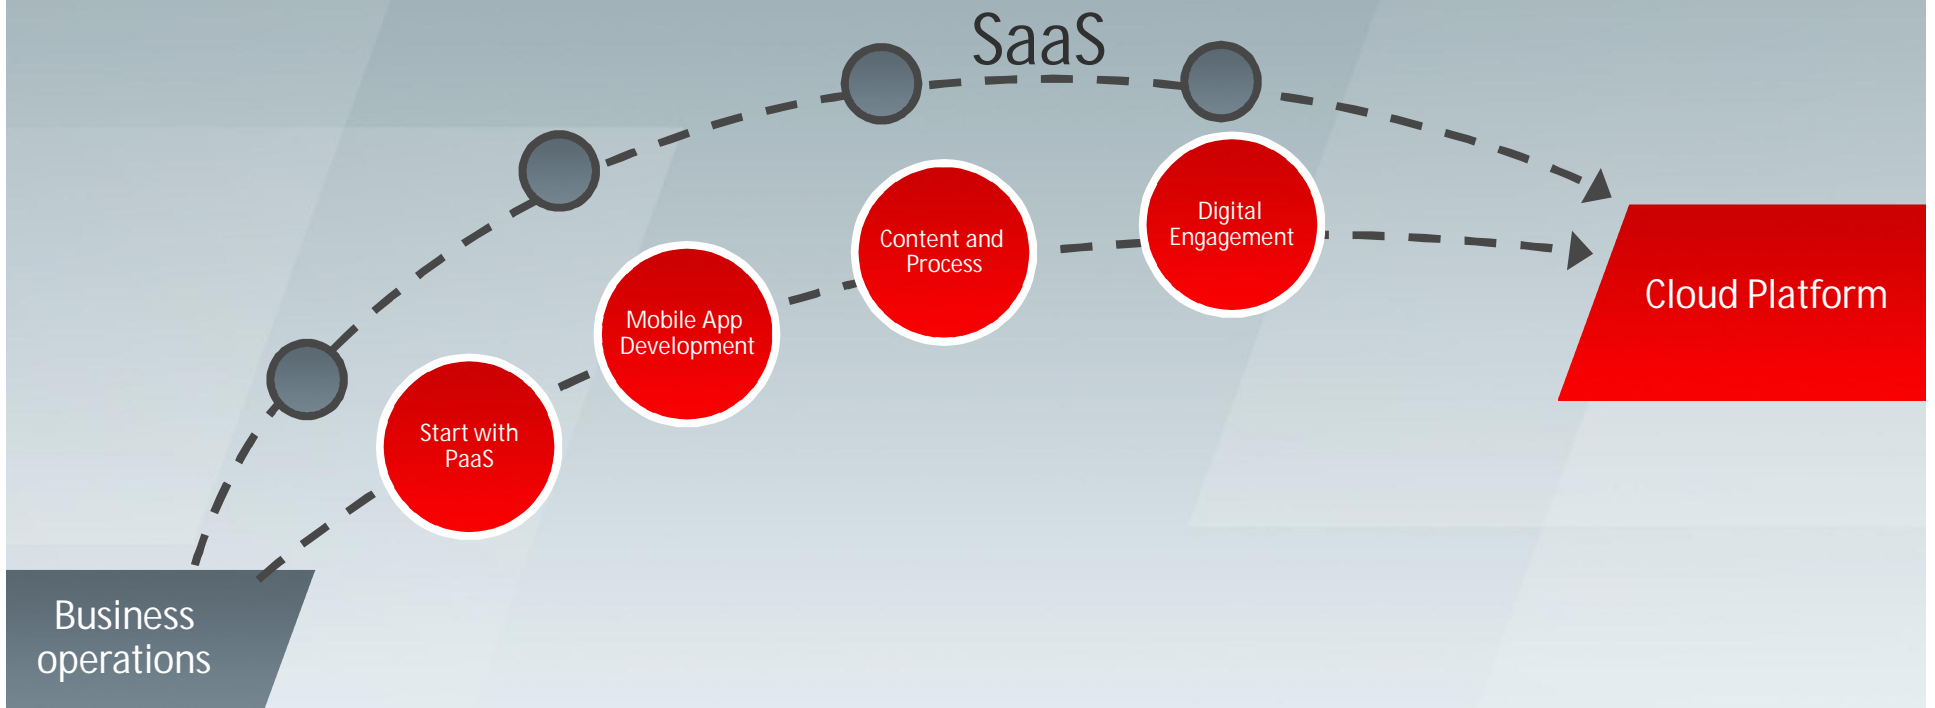 SaaS
Digital
Engagement
Content and
Process
Cloud Platform
Mobile App
Development
Start with
PaaS
Business
operations